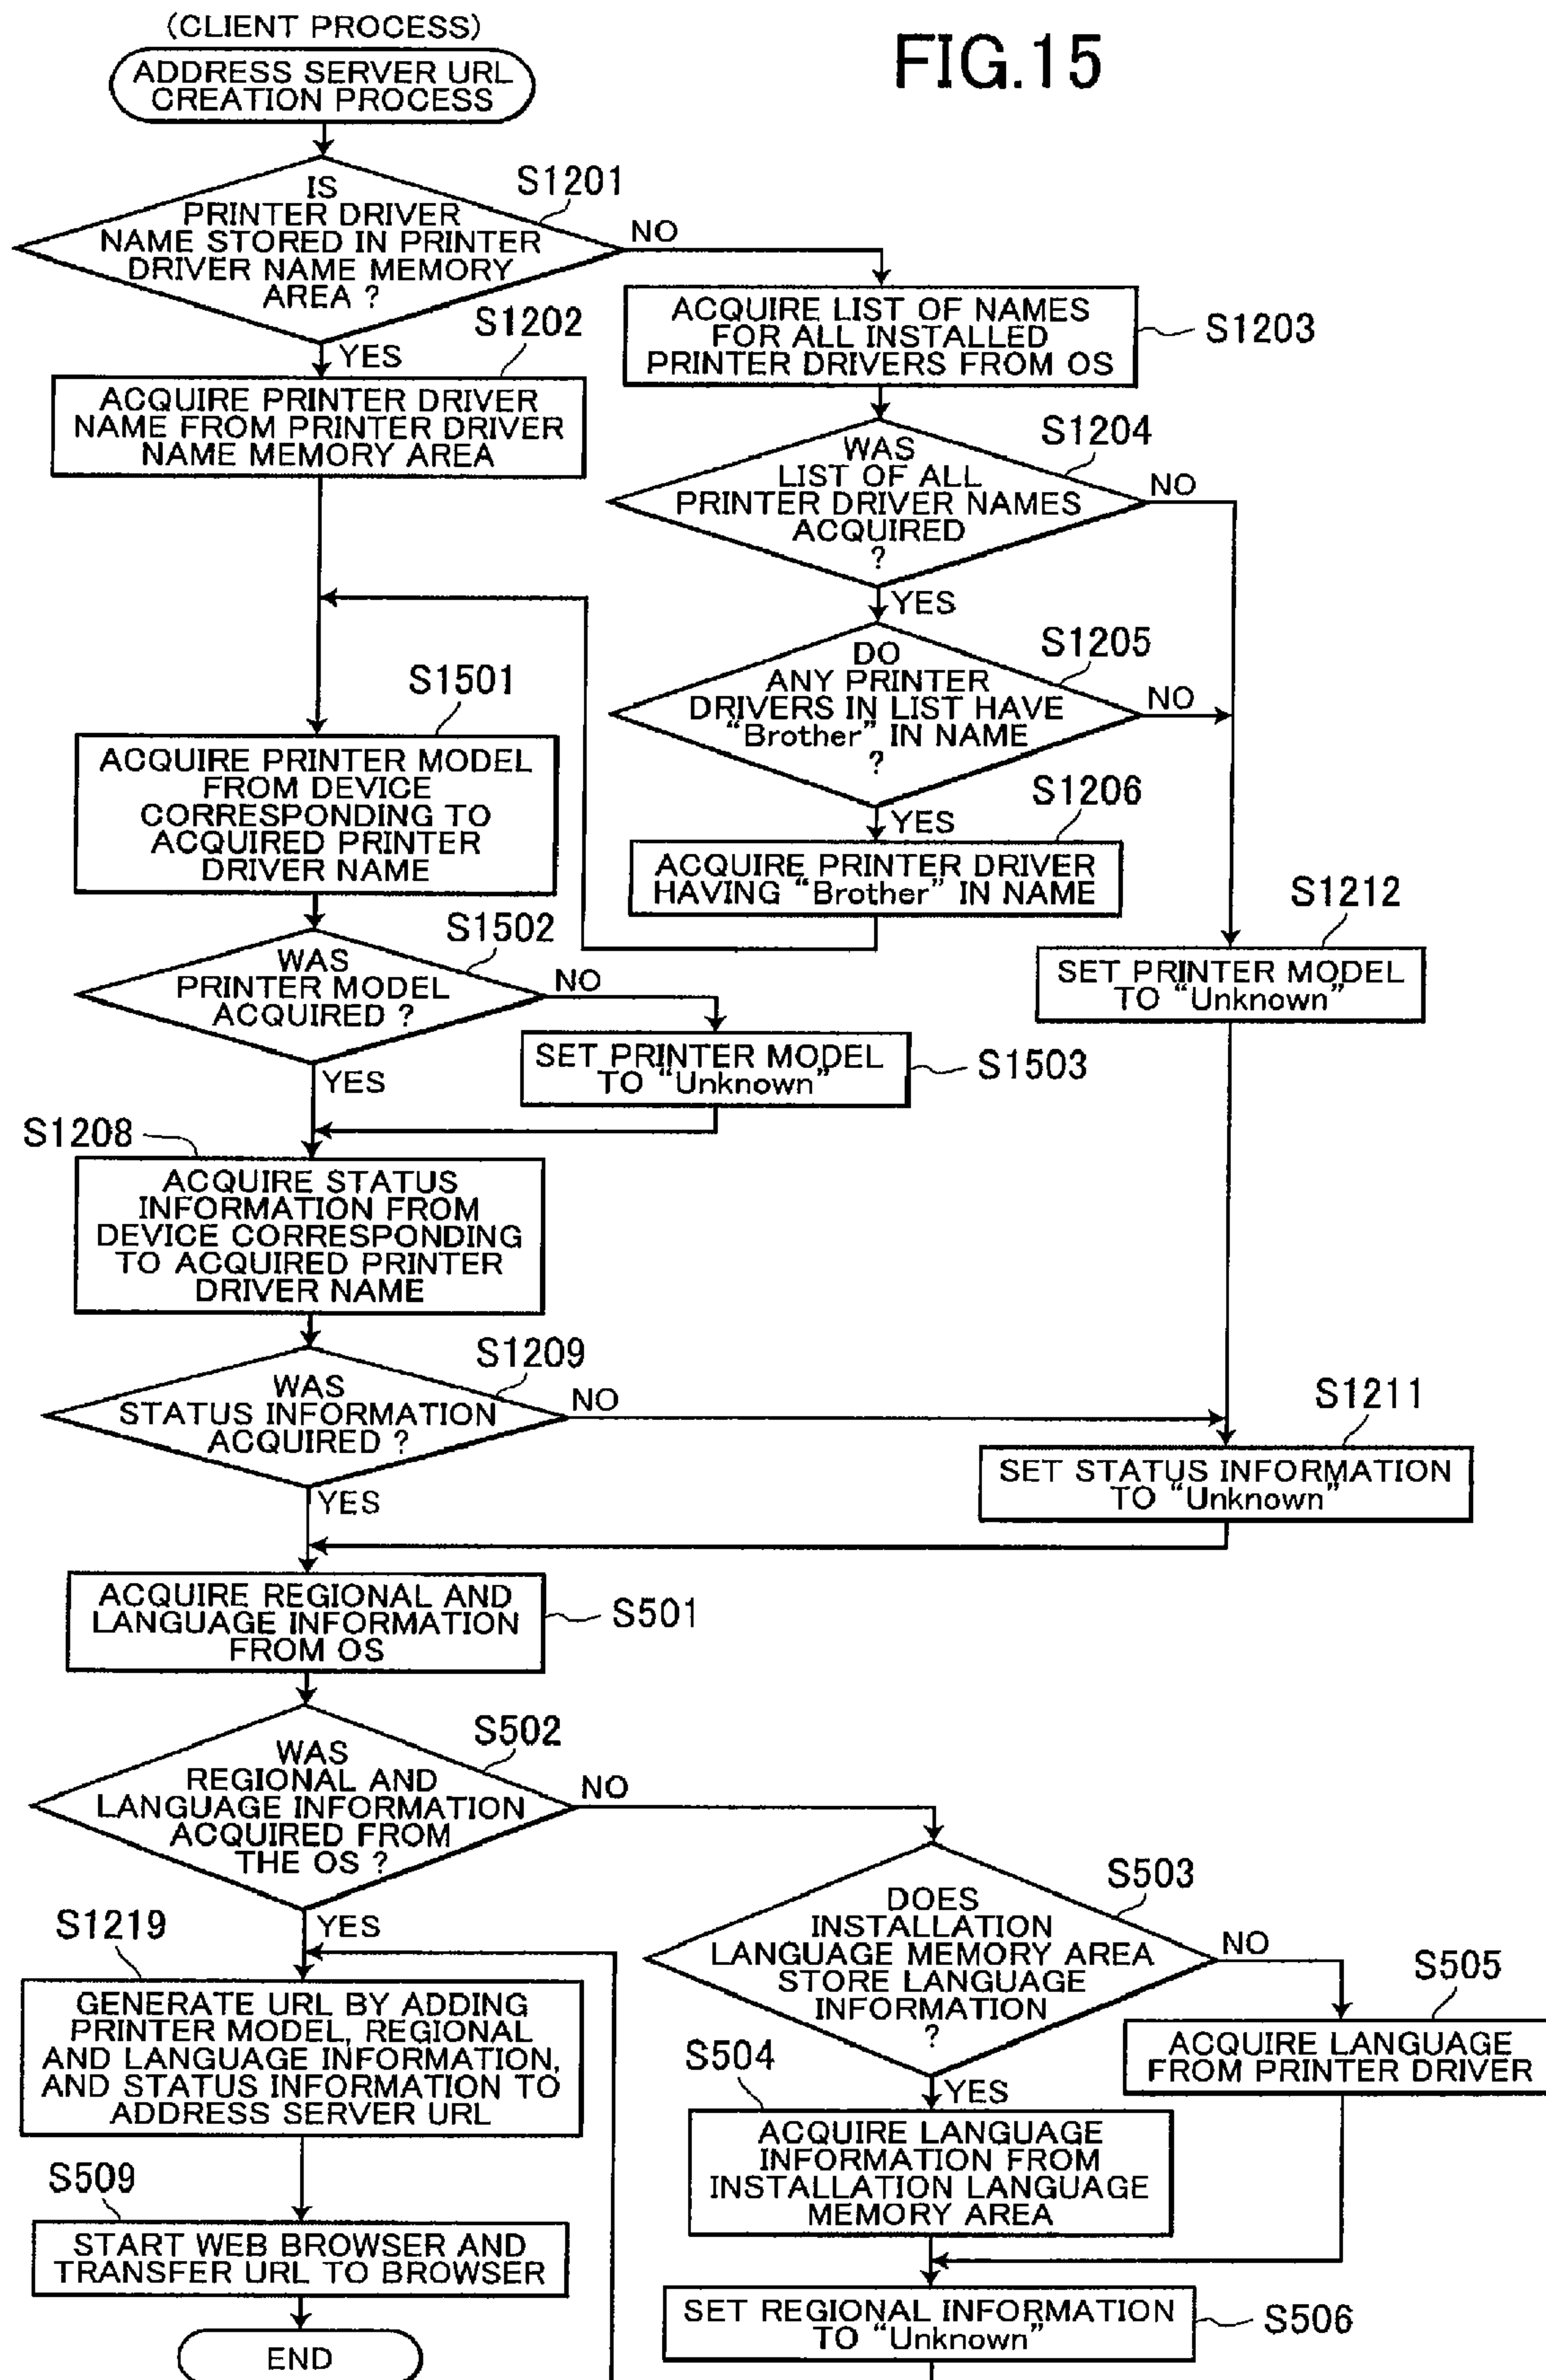 (CLIENT PROCESS)
FIG.15
ADDRESS SERVER URL
CREATION PROCESS
S1201
IS
PRINTER DRIVER
NAME STORED IN PRINTER
DRIVER NAME MEMORY
AREA ?
NO
YES
S1202
ACQUIRE PRINTER DRIVER
NAME FROM PRINTER DRIVER
NAME MEMORY AREA
ACQUIRE LIST OF NAMES
FOR ALL INSTALLED
PRINTER DRIVERS FROM OS
S1203
S1204
WAS
LIST OF ALL
PRINTER DRIVER NAMES
ACQUIRED
?
NO
YES
S1205
DO
ANY PRINTER
DRIVERS IN LIST HAVE
"Brother" IN NAME
?
NO
YES
S1206
ACQUIRE PRINTER DRIVER
HAVING "Brother" IN NAME
S1501
ACQUIRE PRINTER MODEL
FROM DEVICE
CORRESPONDING TO
ACQUIRED PRINTER
DRIVER NAME
S1502
WAS
PRINTER MODEL
ACQUIRED ?
NO
YES
SET PRINTER MODEL
TO "Unknown"
S1503
S1212
SET PRINTER MODEL
TO "Unknown"
S1208
ACQUIRE STATUS
INFORMATION FROM
DEVICE CORRESPONDING
TO ACQUIRED PRINTER
DRIVER NAME
S1209
WAS
STATUS INFORMATION
ACQUIRED ?
NO
YES
S1211
SET STATUS INFORMATION
TO "Unknown"
ACQUIRE REGIONAL AND
LANGUAGE INFORMATION
FROM OS
S501
S502
WAS
REGIONAL AND
LANGUAGE INFORMATION
ACQUIRED FROM
THE OS ?
NO
YES
S503
DOES
INSTALLATION
LANGUAGE MEMORY AREA
STORE LANGUAGE
INFORMATION
?
NO
YES
S505
ACQUIRE LANGUAGE
FROM PRINTER DRIVER
S504
ACQUIRE LANGUAGE
INFORMATION FROM
INSTALLATION LANGUAGE
MEMORY AREA
SET REGIONAL INFORMATION
TO "Unknown"
S506
S1219
GENERATE URL BY ADDING
PRINTER MODEL, REGIONAL
AND LANGUAGE INFORMATION,
AND STATUS INFORMATION TO
ADDRESS SERVER URL
S509
START WEB BROWSER AND
TRANSFER URL TO BROWSER
END